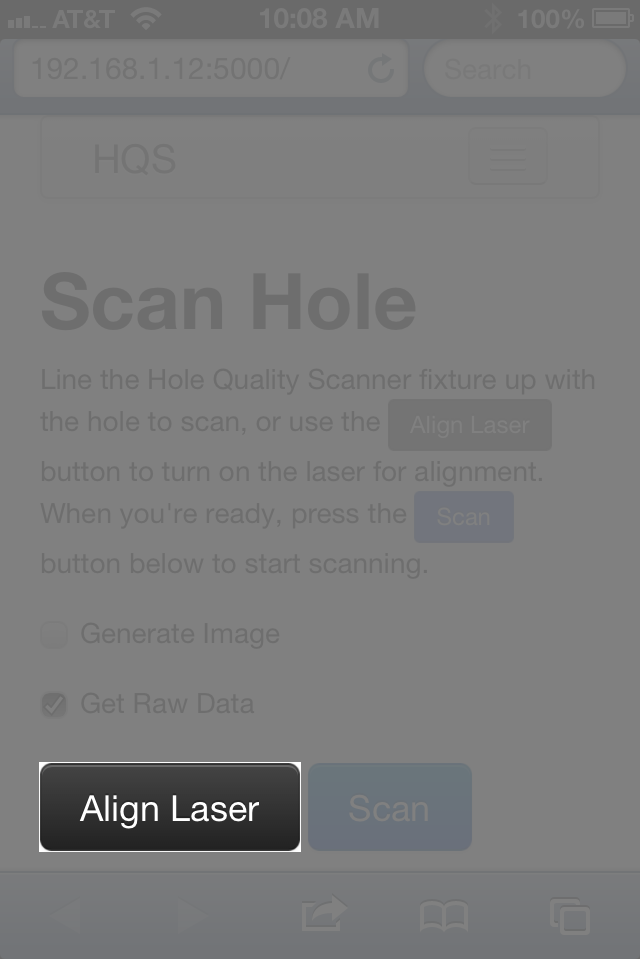 AT&T 10:08 AM 100%
192.168.1.12:5000/ Search
HQS
Scan Hole
Line the Hole Quality Scanner fixture up with
the hole to scan, or use the Align Laser
button to turn on the laser for alignment.
When you're ready, press the Scan
button below to start scanning.
Generate Image
Get Raw Data
Align Laser Scan